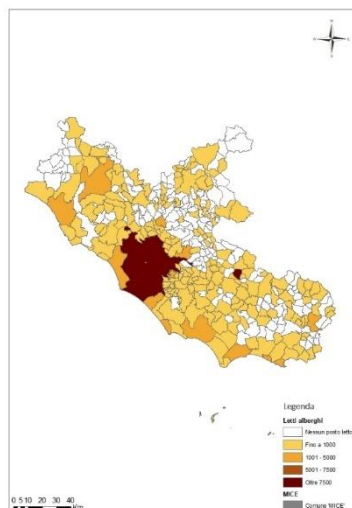 Legenda
Letti alberghi
Nessun posto letto
Fino a 1000
1001 - 5000
5001 - 7500
Oltre 7500
MICE
Comune 'MICE'
0 5 10 20 30 40
Km